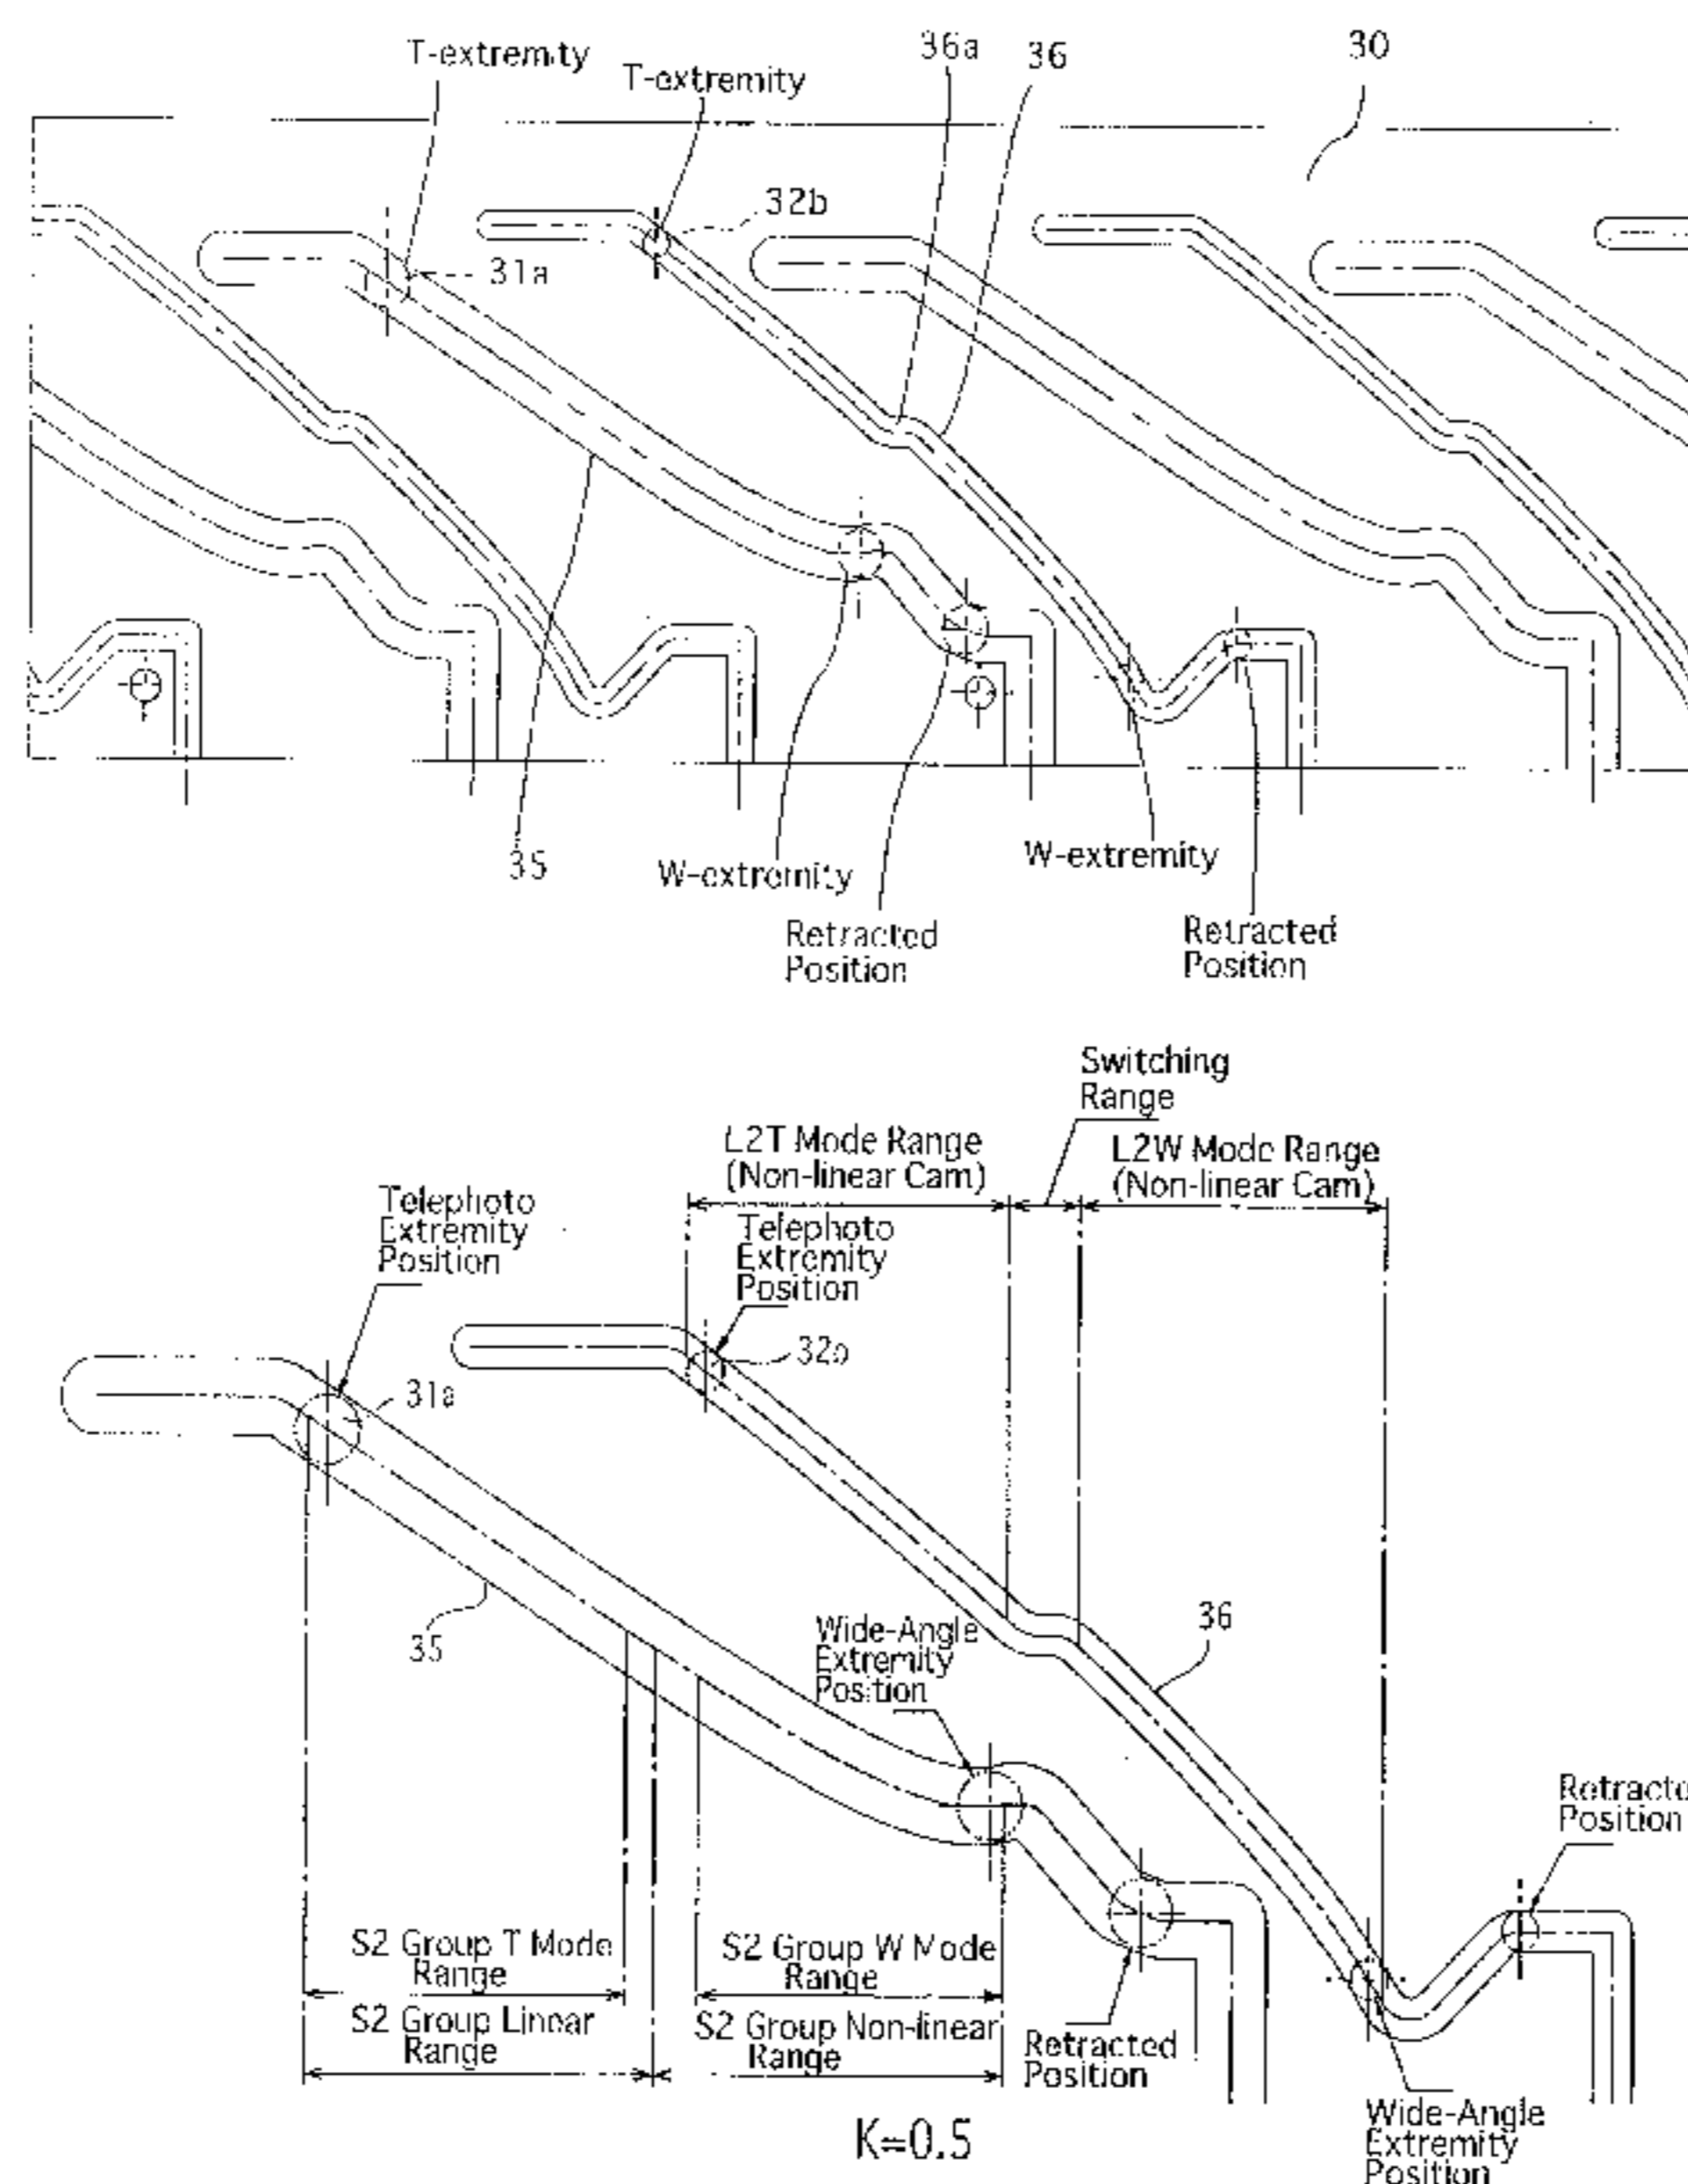 T-extremity
T-extremity
36a
36
30
32b
31a
35
W-extremity
W-extremity
Retracted
Position
Retracted
Position
Switching
Range
L2T Mode Range
(Non-linear Cam)
L2W Mode Range
(Non-linear Cam)
Telephoto
Extremity
Position
Telephoto
Extremity
Position
32b
31a
35
Wide-Angle
Extremity
Position
36
Retracte
Position
S2 Group T Mode
Range
S2 Group W Mode
Range
S2 Group Linear
Range
S2 Group Non-linear
Range
Retracted
Position
Wide-Angle
Extremity
Position
K=0.5